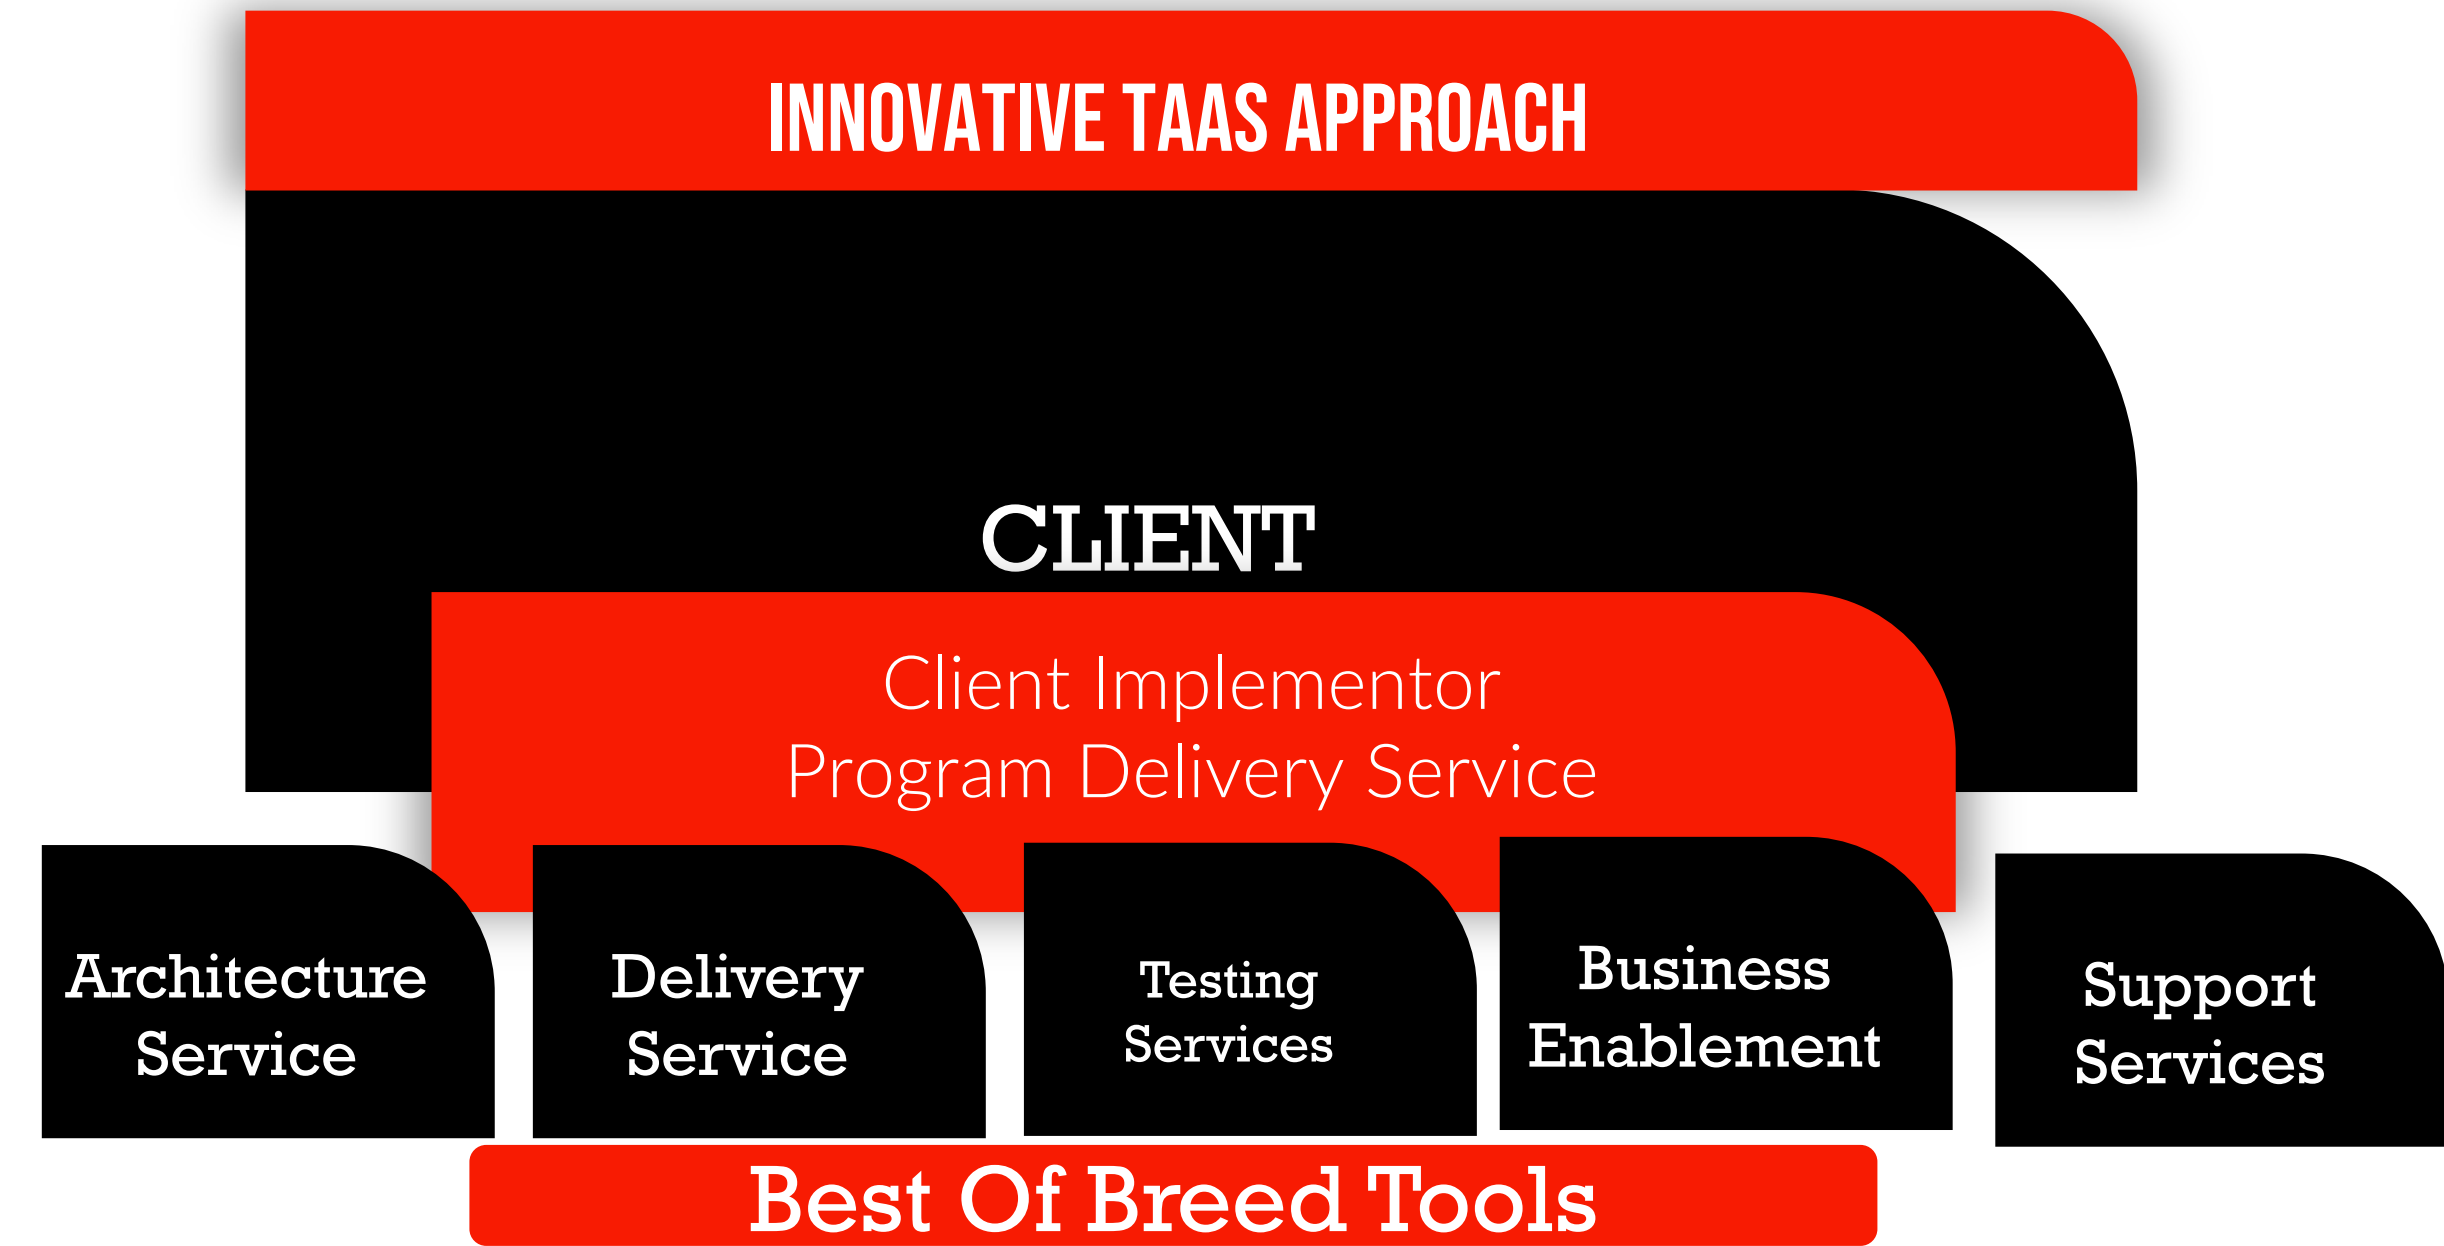 INNOVATIVE TAAS APPROACH
CLIENT
Client Implementor
Program Delivery Service
Architecture
Service
Delivery
Service
Testing
Services
Business
Enablement
Support
Services
Best Of Breed Tools